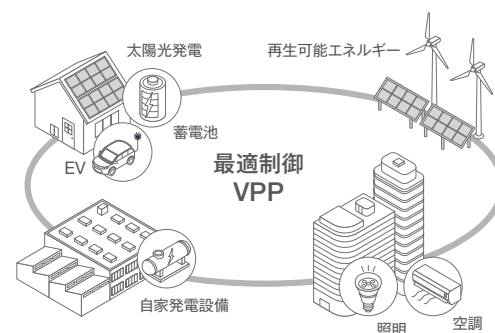 太陽光発電
再生可能エネルギー
蓄電池
EV
最適制御
VPP
自家発電設備
照明
空調